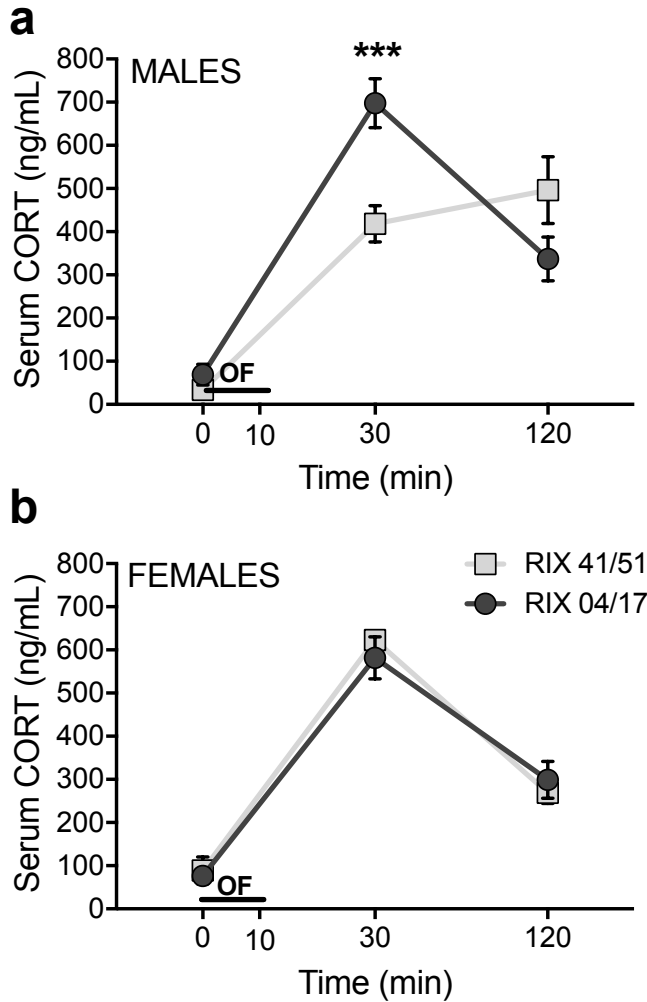 a
***
MALES
800
700
600
500
400
300
200
100
0
Serum CORT (ng/mL)
OF
0 10 30 120
Time (min)
b
FEMALES
RIX 41/51
RIX 04/17
800
700
600
500
400
300
200
100
0
Serum CORT (ng/mL)
OF
0 10 30 120
Time (min)